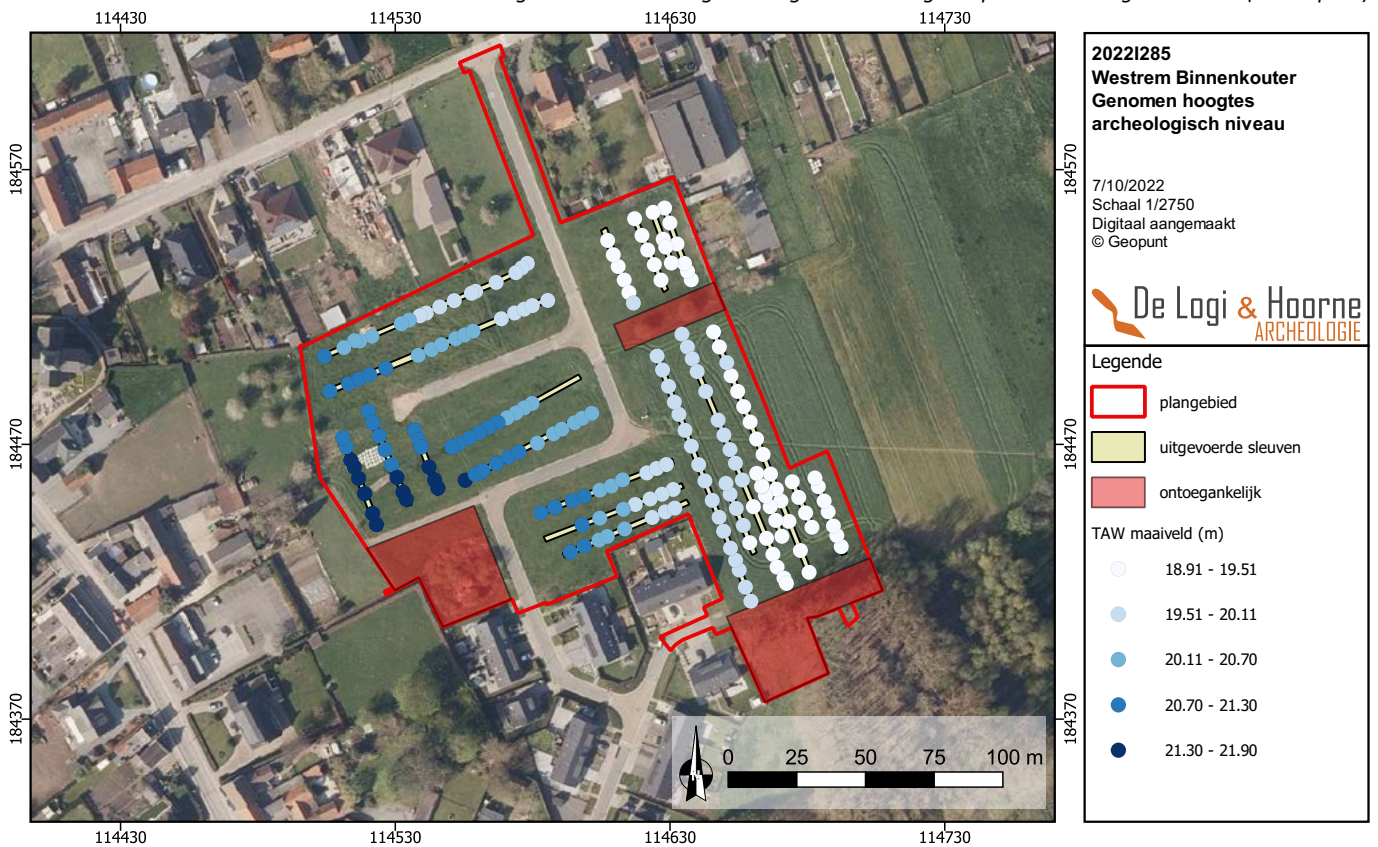 114430
114530
114630
114730
184570
184470
184370
184570
184470
184370
114430
114530
114630
114730
N
0 25 50 75 100 m
2022I285
Westrem Binnenkouter
Genomen hoogtes
archeologisch niveau
7/10/2022
Schaal 1/2750
Digitaal aangemaakt
© Geopunt
De Logi & Hoorne
ARCHEOLOGIE
Legende
plangebied
uitgevoerde sleuven
ontoegankelijk
TAW maaiveld (m)
18.91 - 19.51
19.51 - 20.11
20.11 - 20.70
20.70 - 21.30
21.30 - 21.90